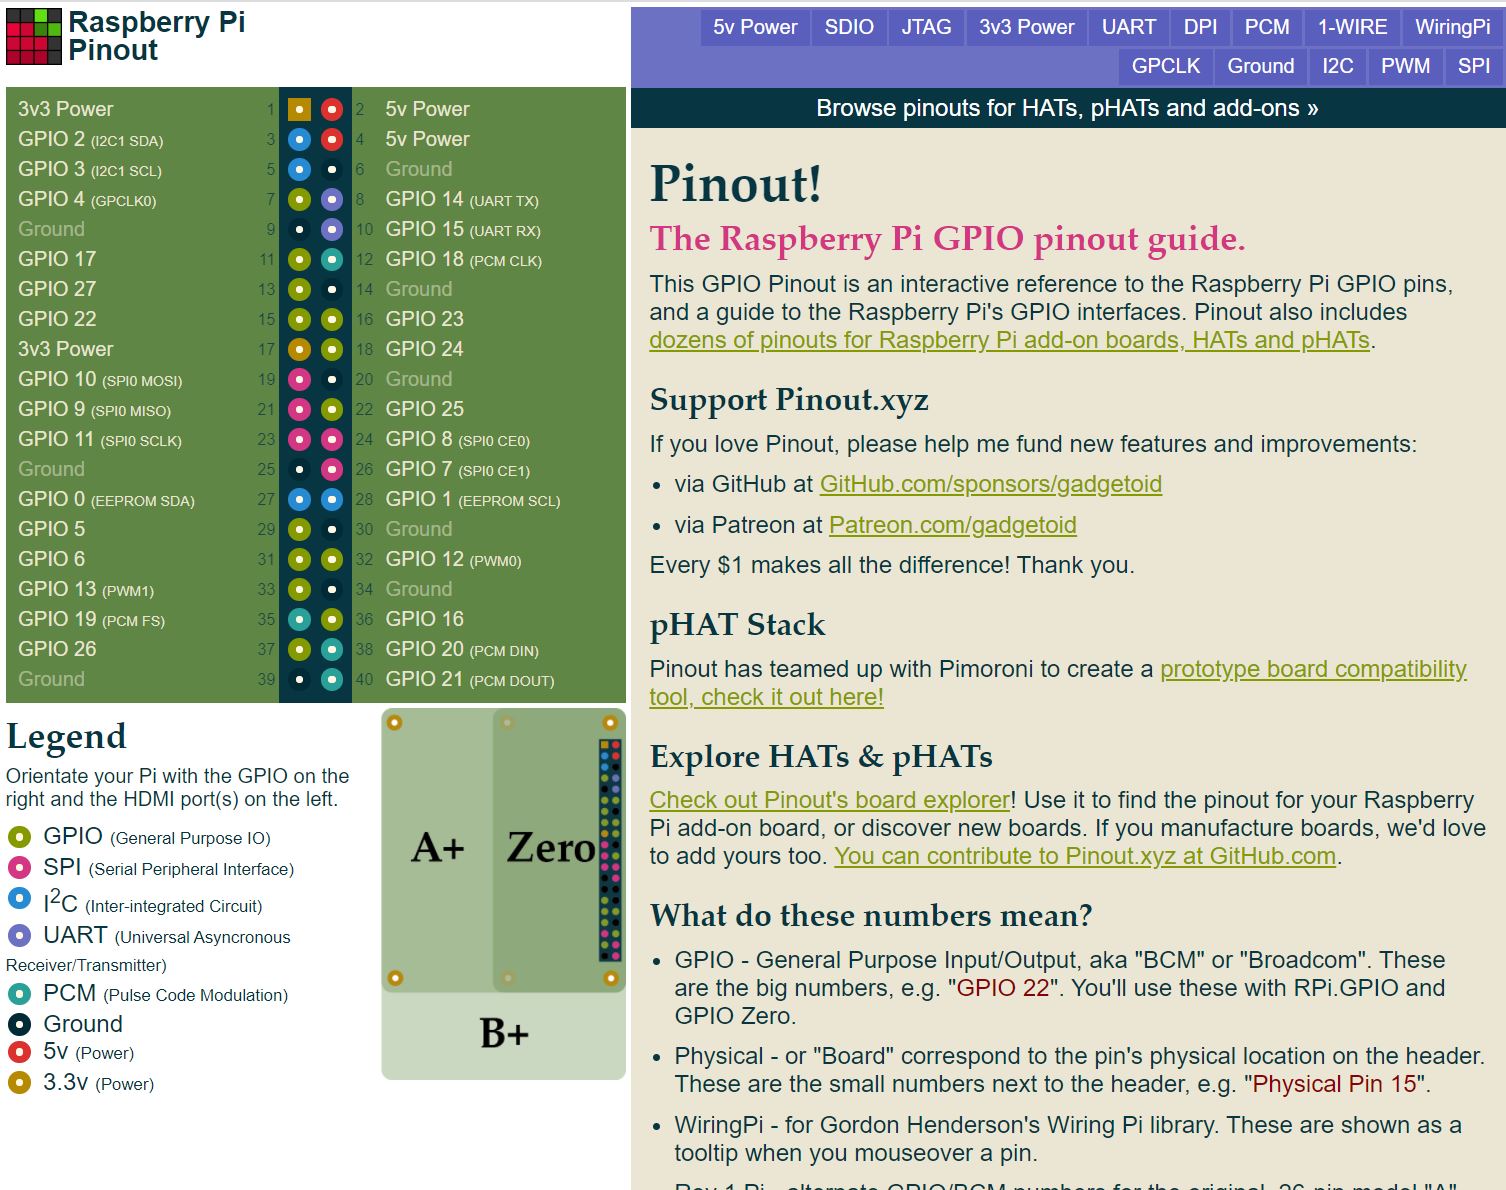 Raspberry Pi
Pinout
5v Power SDIO JTAG 3v3 Power UART DPI PCM 1-WIRE WiringPi
GPCLK Ground I2C PWM SPI
Browse pinouts for HATs, pHATs and add-ons »
3v3 Power 1 2 5v Power
GPIO 2 (I2C1 SDA) 3 4 5v Power
GPIO 3 (I2C1 SCL) 5 6 Ground
GPIO 4 (GPCLK0) 7 8 GPIO 14 (UART TX)
Ground 9 10 GPIO 15 (UART RX)
GPIO 17 11 12 GPIO 18 (PCM CLK)
GPIO 27 13 14 Ground
GPIO 22 15 16 GPIO 23
3v3 Power 17 18 GPIO 24
GPIO 10 (SPI0 MOSI) 19 20 Ground
GPIO 9 (SPI0 MISO) 21 22 GPIO 25
GPIO 11 (SPI0 SCLK) 23 24 GPIO 8 (SPI0 CE0)
Ground 25 26 GPIO 7 (SPI0 CE1)
GPIO 0 (EEPROM SDA) 27 28 GPIO 1 (EEPROM SCL)
GPIO 5 29 30 Ground
GPIO 6 31 32 GPIO 12 (PWM0)
GPIO 13 (PWM1) 33 34 Ground
GPIO 19 (PCM FS) 35 36 GPIO 16
GPIO 26 37 38 GPIO 20 (PCM DIN)
Ground 39 40 GPIO 21 (PCM DOUT)
Legend
Orientate your Pi with the GPIO on the
right and the HDMI port(s) on the left.
GPIO (General Purpose IO)
SPI (Serial Peripheral Interface)
I2C (Inter-integrated Circuit)
UART (Universal Asyncronous
Receiver/Transmitter)
PCM (Pulse Code Modulation)
Ground
5v (Power)
3.3v (Power)
A+ Zero
B+
Pinout!
The Raspberry Pi GPIO pinout guide.
This GPIO Pinout is an interactive reference to the Raspberry Pi GPIO pins,
and a guide to the Raspberry Pi's GPIO interfaces. Pinout also includes
dozens of pinouts for Raspberry Pi add-on boards, HATs and pHATs.
Support Pinout.xyz
If you love Pinout, please help me fund new features and improvements:
• via GitHub at GitHub.com/sponsors/gadgetoid
• via Patreon at Patreon.com/gadgetoid
Every $1 makes all the difference! Thank you.
pHAT Stack
Pinout has teamed up with Pimoroni to create a prototype board compatibility
tool, check it out here!
Explore HATs & pHATs
Check out Pinout's board explorer! Use it to find the pinout for your Raspberry
Pi add-on board, or discover new boards. If you manufacture boards, we'd love
to add yours too. You can contribute to Pinout.xyz at GitHub.com.
What do these numbers mean?
• GPIO - General Purpose Input/Output, aka "BCM" or "Broadcom". These
are the big numbers, e.g. "GPIO 22". You'll use these with RPi.GPIO and
GPIO Zero.
• Physical - or "Board" correspond to the pin's physical location on the header.
These are the small numbers next to the header, e.g. "Physical Pin 15".
• WiringPi - for Gordon Henderson's Wiring Pi library. These are shown as a
tooltip when you mouseover a pin.
• Rev 1 Pi - alternate GPIO/BCM numbers for the original, 26-pin model "A"